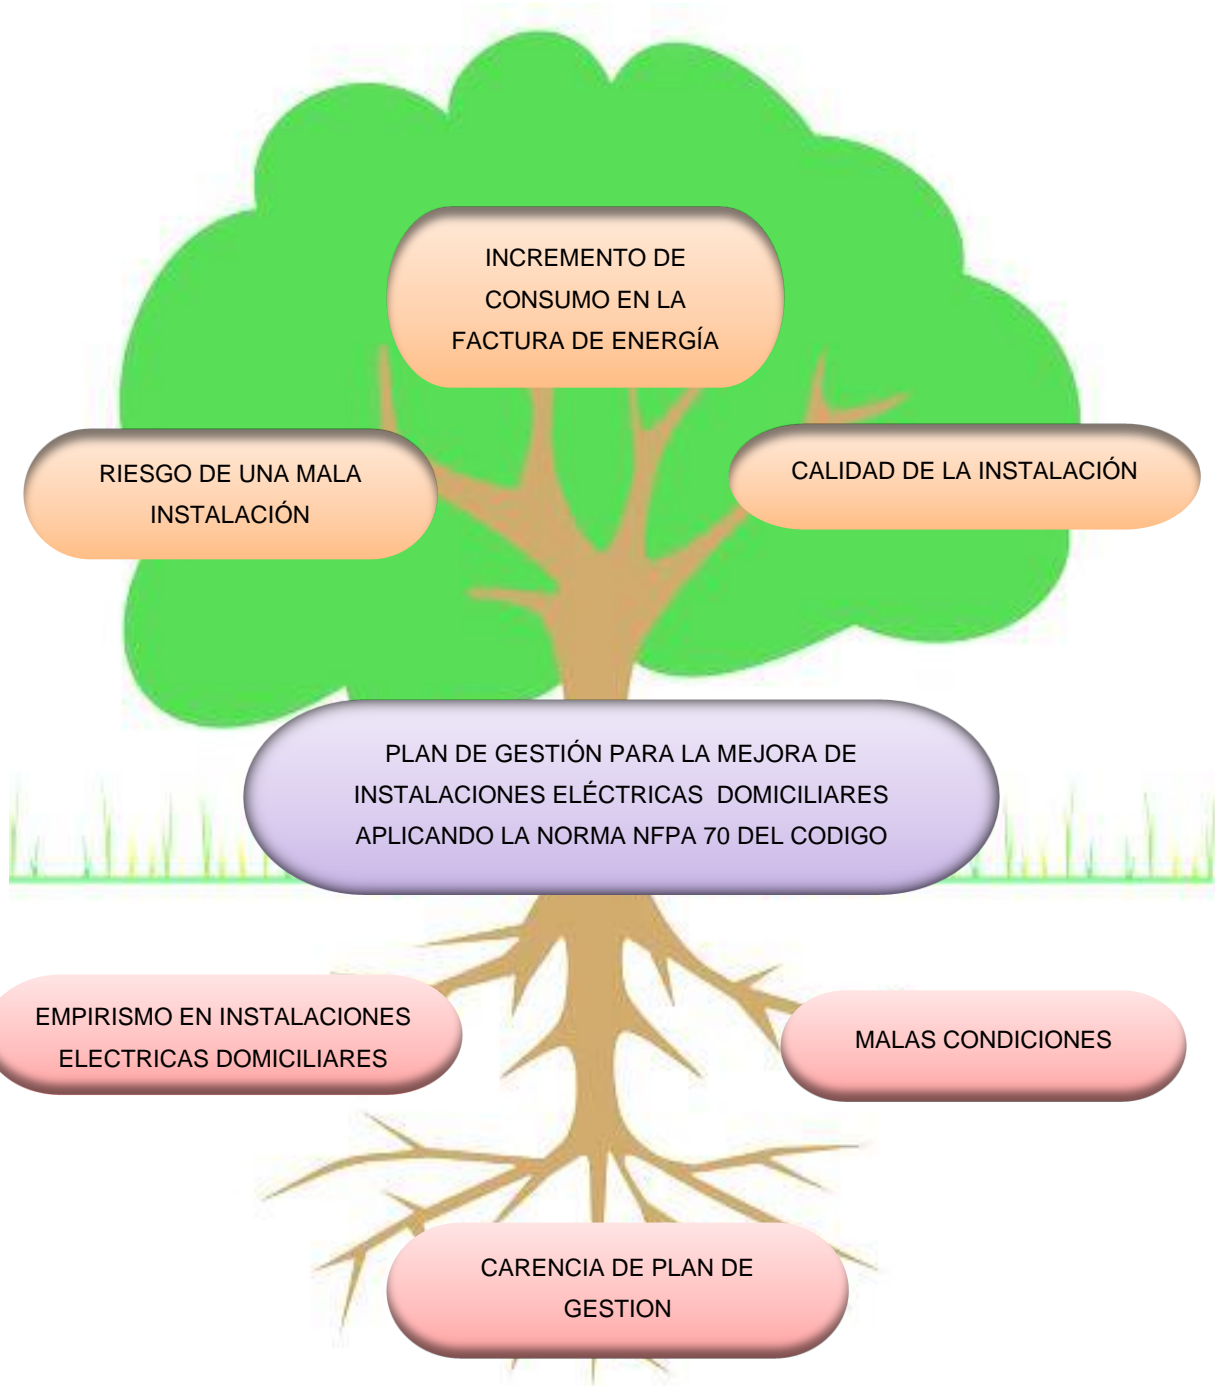 INCREMENTO DE
CONSUMO EN LA
FACTURA DE ENERGÍA
RIESGO DE UNA MALA
INSTALACIÓN
CALIDAD DE LA INSTALACIÓN
PLAN DE GESTIÓN PARA LA MEJORA DE
INSTALACIONES ELÉCTRICAS DOMICILIARES
APLICANDO LA NORMA NFPA 70 DEL CODIGO
EMPIRISMO EN INSTALACIONES
ELECTRICAS DOMICILIARES
MALAS CONDICIONES
CARENCIA DE PLAN DE
GESTION